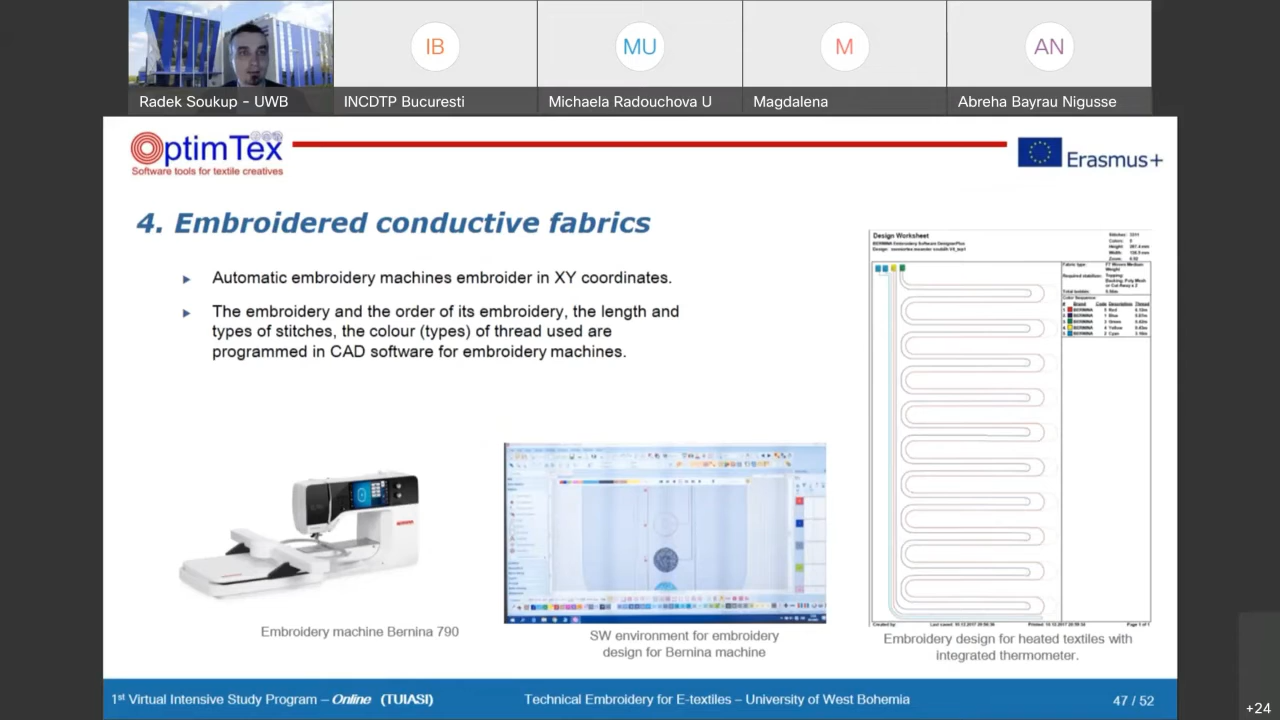 IB
MU
M
AN
Radek Soukup - UWB
INCDTP Bucuresti
Michaela Radouchova U
Magdalena
Abreha Bayrau Nigusse
OptimTex
Software tools for textile creatives
Erasmus+
4. Embroidered conductive fabrics
Automatic embroidery machines embroider in XY coordinates.
The embroidery and the order of its embroidery, the length and
types of stitches, the colour (types) of thread used are
programmed in CAD software for embroidery machines.
Design Worksheet
Embroidery machine Bernina 790
SW environment for embroidery
design for Bernina machine
Embroidery design for heated textiles with
integrated thermometer.
1st Virtual Intensive Study Program – Online (TUIASI)
Technical Embroidery for E-textiles – University of West Bohemia
47 / 52
+24